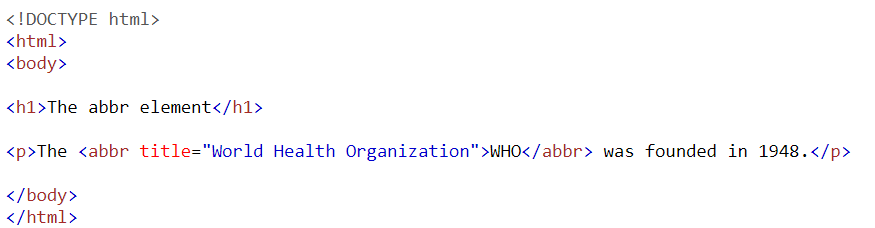 <!DOCTYPE html>
<html>
<body>
<h1>The abbr element</h1>
<p>The <abbr title="World Health Organization">WHO</abbr> was founded in 1948.</p>
</body>
</html>